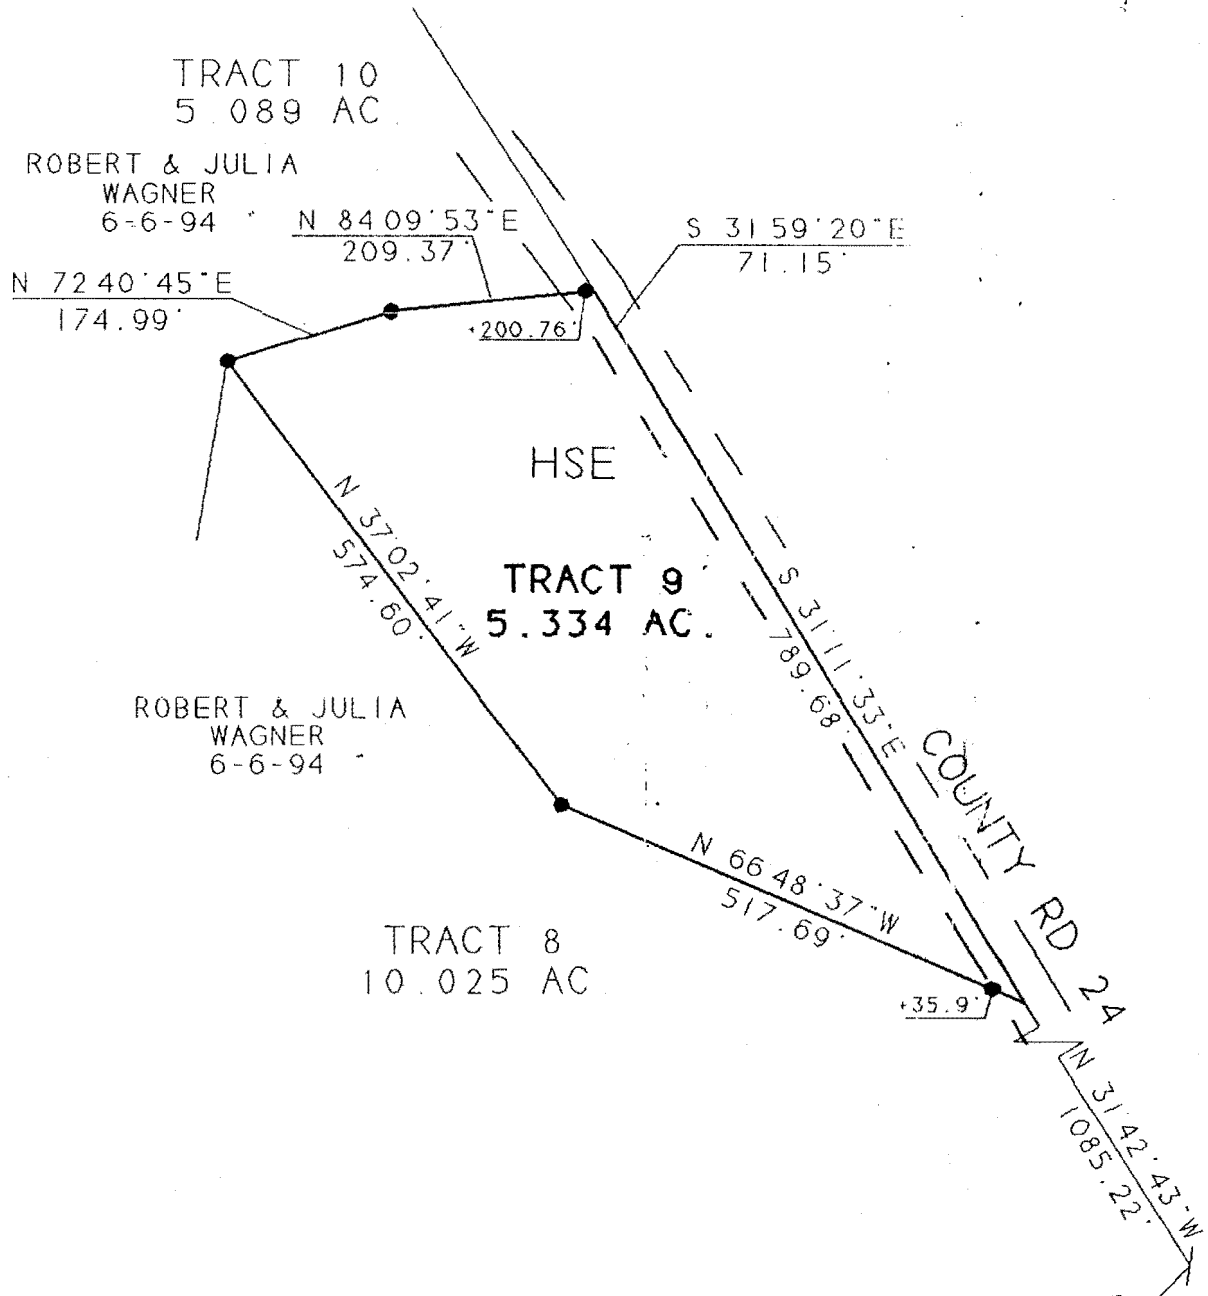 TRACT 10
5.089 AC.
ROBERT & JULIA
WAGNER
6-6-94
N 84 09'53"E
209.37'
S 31 59'20"E
71.15'
N 72 40'45"E
174.99'
+200.76'
HSE
N 37 02'41"W
574.60'
TRACT 9
5.334 AC.
S 31 11'33"E
789.68'
ROBERT & JULIA
WAGNER
6-6-94
COUNTY RD 24
N 66 48'37"W
517.69'
TRACT 8
10.025 AC
+35.9'
N 31 42'43"W
1085.22'